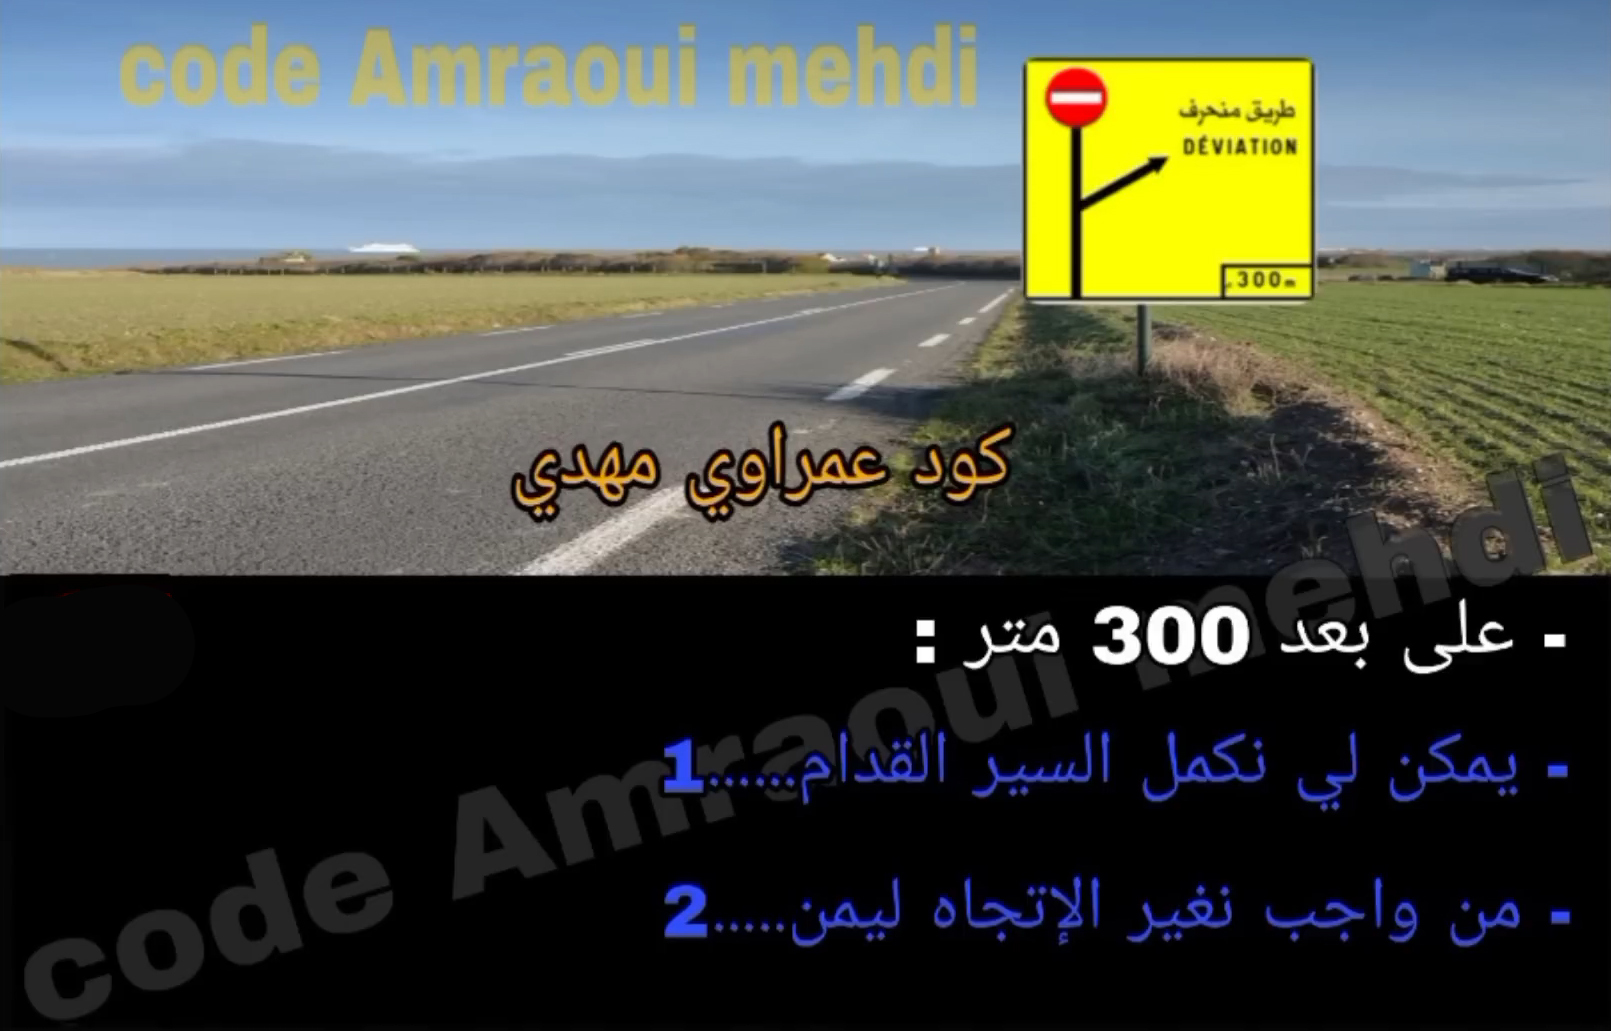 code Amraoui mehdi
طريق منحرف
DÉVIATION
300m
كود عمراوي مهدي
- على بعد 300 متر :
- يمكن لي نكمل السير القدام......1
- من واجب نغير الإتجاه ليمن.....2
code Amraoui mehdi